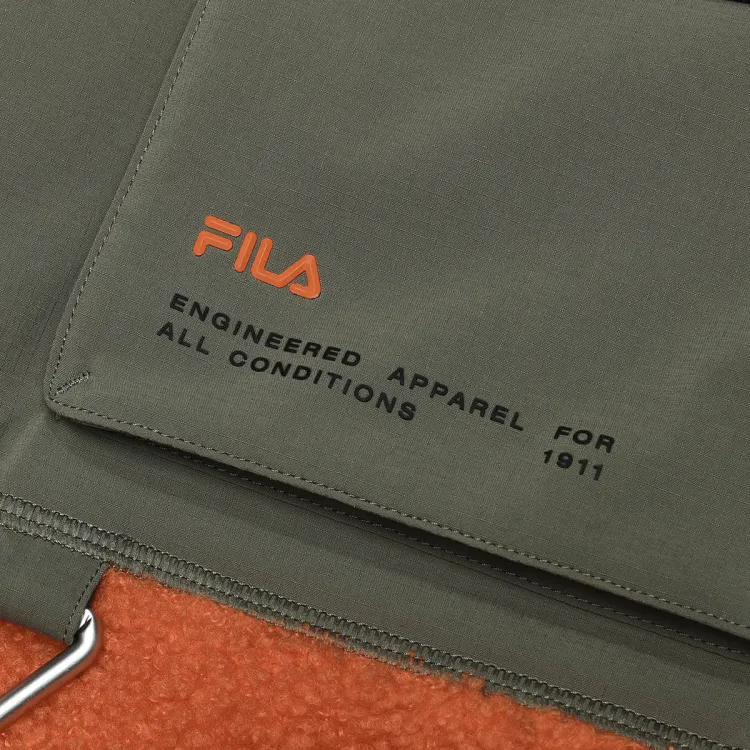 FILA
ENGINEERED APPAREL FOR
ALL CONDITIONS 1911